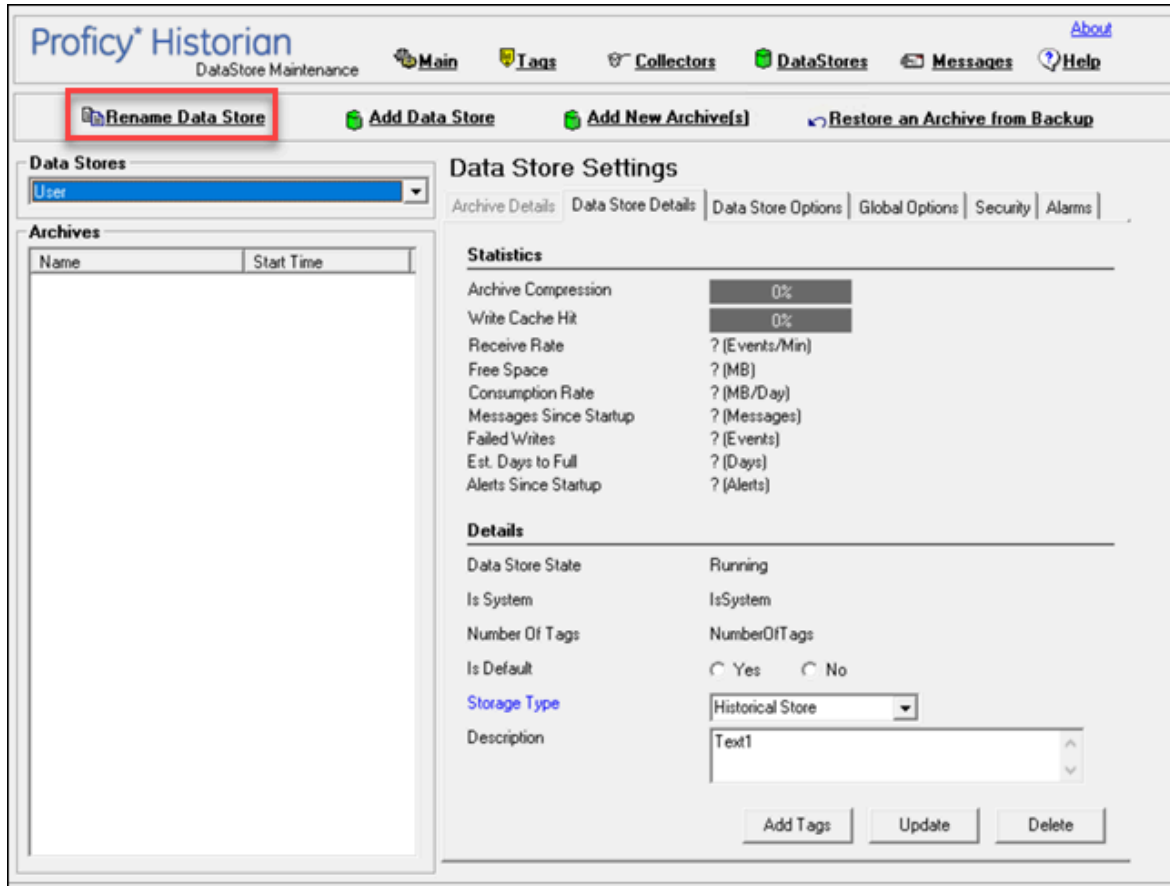 About
Proficy* Historian
DataStore Maintenance
Main Tags Collectors DataStores Messages Help
Rename Data Store Add Data Store Add New Archive(s) Restore an Archive from Backup
Data Stores
User
Archives
Name Start Time
Data Store Settings
Archive Details Data Store Details Data Store Options Global Options Security Alarms
Statistics
Archive Compression 0%
Write Cache Hit 0%
Receive Rate ? (Events/Min)
Free Space ? (MB)
Consumption Rate ? (MB/Day)
Messages Since Startup ? (Messages)
Failed Writes ? (Events)
Est. Days to Full ? (Days)
Alerts Since Startup ? (Alerts)
Details
Data Store State Running
Is System IsSystem
Number Of Tags NumberOfTags
Is Default Yes No
Storage Type Historical Store
Description Text1
Add Tags Update Delete